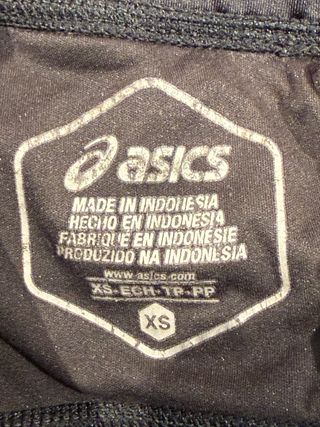 asics
MADE IN INDONESIA
HECHO EN INDONESIA
FABRIQUÉ EN INDONÉSIE
PRODUZIDO NA INDONÉSIA
www.asics.com
XS-ECH-TP-PP
XS